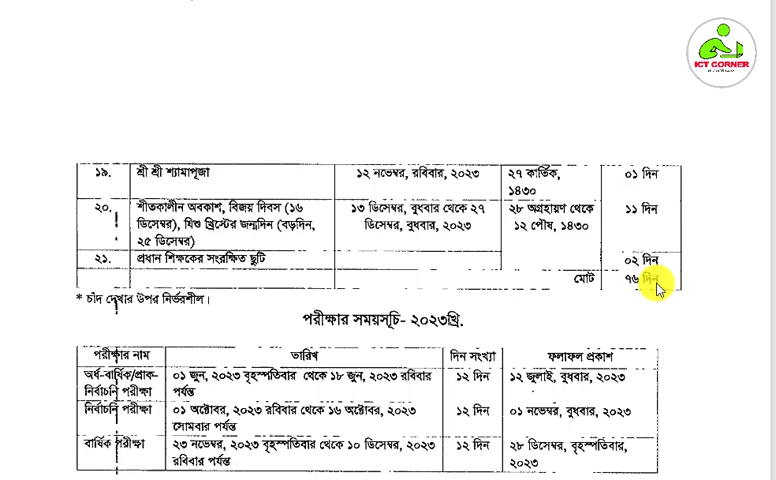 ICT CORNER
১৯. শ্রী শ্রী শ্যামাপূজা ১২ নভেম্বর, রবিবার, ২০২৩ ২৭ কার্তিক, ০১ দিন
১৪৩০
২০. শীতকালীন অবকাশ, বিজয় দিবস (১৬ ১৩ ডিসেম্বর, বুধবার থেকে ২৭ ২৮ অগ্রহায়ণ থেকে ১১ দিন
ডিসেম্বর), যিশু খ্রিস্টের জন্মদিন (বড়দিন, ডিসেম্বর, বুধবার, ২০২৩ ১২ পৌষ, ১৪৩০
২৫ ডিসেম্বর)
২১. প্রধান শিক্ষকের সংরক্ষিত ছুটি ০২ দিন
মোট ৭৬ দিন
* চাঁদ দেখার উপর নির্ভরশীল।
পরীক্ষার সময়সূচি- ২০২৩খ্রি.
পরীক্ষার নাম তারিখ দিন সংখ্যা ফলাফল প্রকাশ
অর্ধ-বার্ষিক/প্রাক- ০১ জুন, ২০২৩ বৃহস্পতিবার থেকে ১৮ জুন, ২০২৩ রবিবার ১২ দিন ১২ জুলাই, বুধবার, ২০২৩
নির্বাচনি পরীক্ষা পর্যন্ত
নির্বাচনি পরীক্ষা ০১ অক্টোবর, ২০২৩ রবিবার থেকে ১৬ অক্টোবর, ২০২৩ ১২ দিন ০১ নভেম্বর, বুধবার, ২০২৩
সোমবার পর্যন্ত
বার্ষিক পরীক্ষা ২৩ নভেম্বর, ২০২৩ বৃহস্পতিবার থেকে ১০ ডিসেম্বর, ২০২৩ ১২ দিন ২৮ ডিসেম্বর, বৃহস্পতিবার,
রবিবার পর্যন্ত ২০২৩